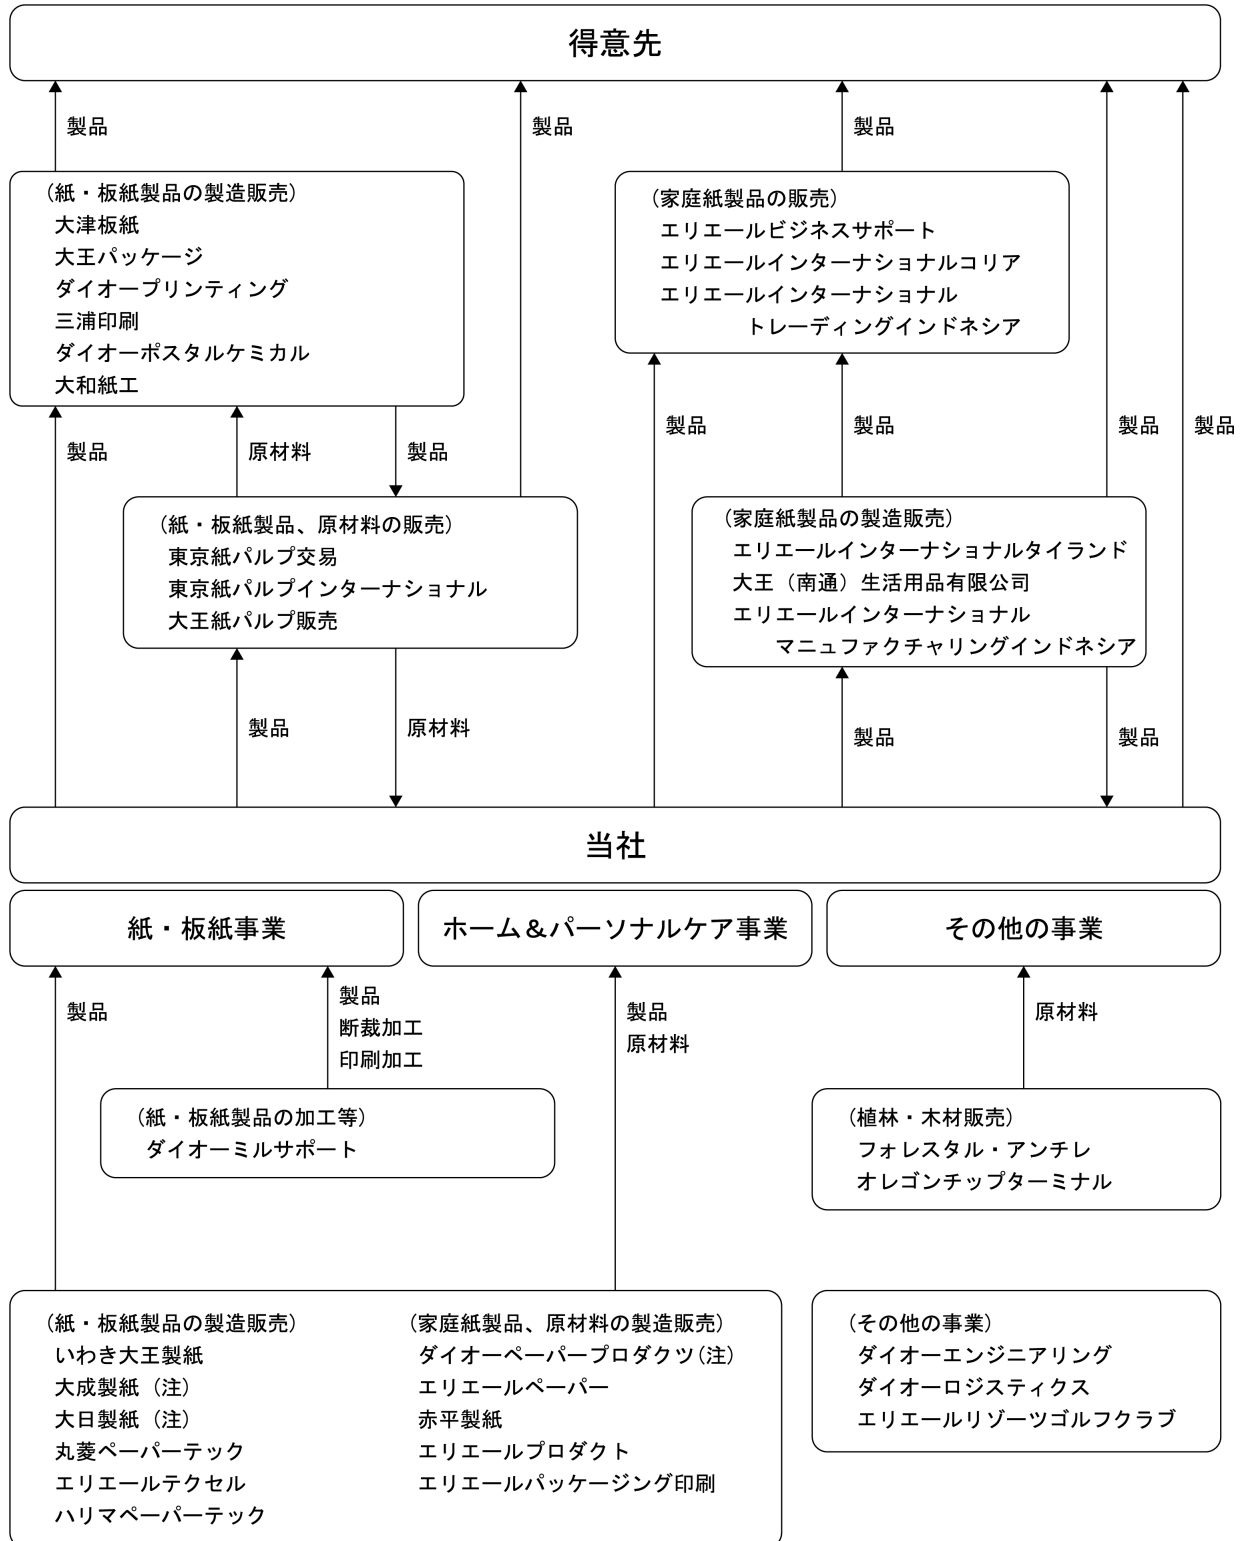 得意先
製品
製品
製品
(紙・板紙製品の製造販売)
大津板紙
大王パッケージ
ダイオープリンティング
三浦印刷
ダイオーポスタルケミカル
大和紙工
(家庭紙製品の販売)
エリエールビジネスサポート
エリエールインターナショナルコリア
エリエールインターナショナル
トレーディングインドネシア
製品
原材料
製品
製品
製品
製品
製品
(紙・板紙製品、原材料の販売)
東京紙パルプ交易
東京紙パルプインターナショナル
大王紙パルプ販売
(家庭紙製品の製造販売)
エリエールインターナショナルタイランド
大王(南通)生活用品有限公司
エリエールインターナショナル
マニュファクチャリングインドネシア
製品
原材料
製品
製品
当社
紙・板紙事業
ホーム&パーソナルケア事業
その他の事業
製品
製品
断裁加工
印刷加工
製品
原材料
原材料
(紙・板紙製品の加工等)
ダイオーミルサポート
(植林・木材販売)
フォレスタル・アンチレ
オレゴンチップターミナル
(紙・板紙製品の製造販売)
いわき大王製紙
大成製紙(注)
大日製紙(注)
丸菱ペーパーテック
エリエールテクセル
ハリマペーパーテック
(家庭紙製品、原材料の製造販売)
ダイオーペーパープロダクツ(注)
エリエールペーパー
赤平製紙
エリエールプロダクト
エリエールパッケージング印刷
(その他の事業)
ダイオーエンジニアリング
ダイオーロジスティクス
エリエールリゾーツゴルフクラブ